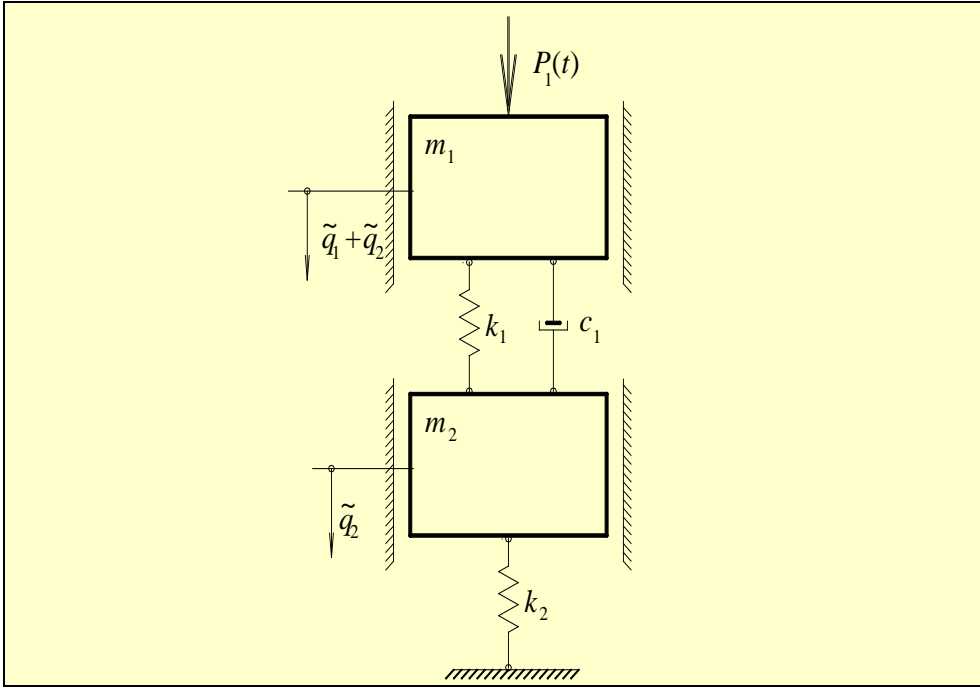 P₁(t)
m₁
q̃₁+q̃₂
k₁
c₁
m₂
q̃₂
k₂